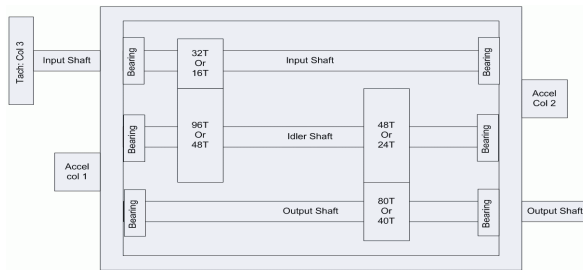 Tach: Col 3
Input Shaft
Bearing
32T
Or
16T
Input Shaft
Bearing
Accel
Col 2
Bearing
96T
Or
48T
Idler Shaft
48T
Or
24T
Bearing
Accel
col 1
Bearing
Output Shaft
80T
Or
40T
Bearing
Output Shaft